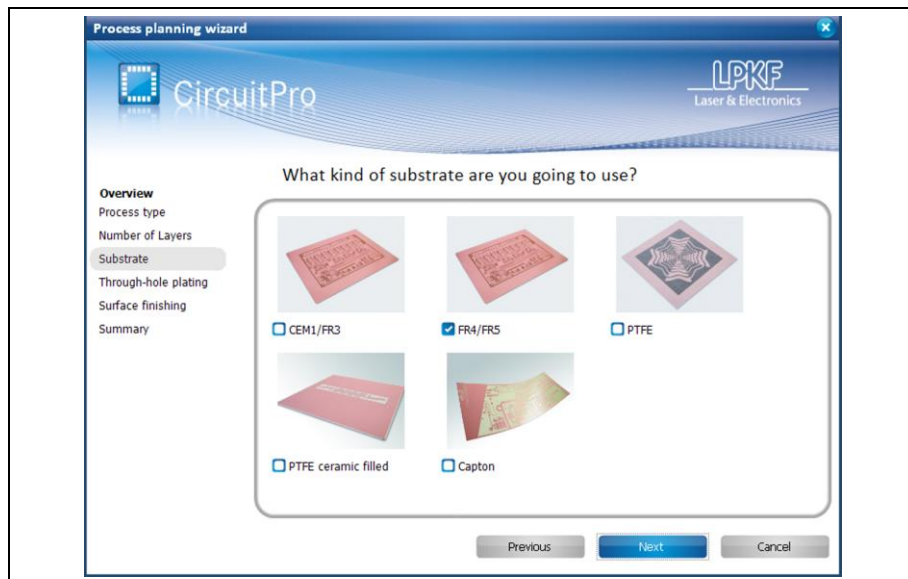 Process planning wizard
CircuitPro
LPKF
Laser & Electronics
What kind of substrate are you going to use?
Overview
Process type
Number of Layers
Substrate
Through-hole plating
Surface finishing
Summary
CEM1/FR3
FR4/FR5
PTFE
PTFE ceramic filled
Capton
Previous
Next
Cancel